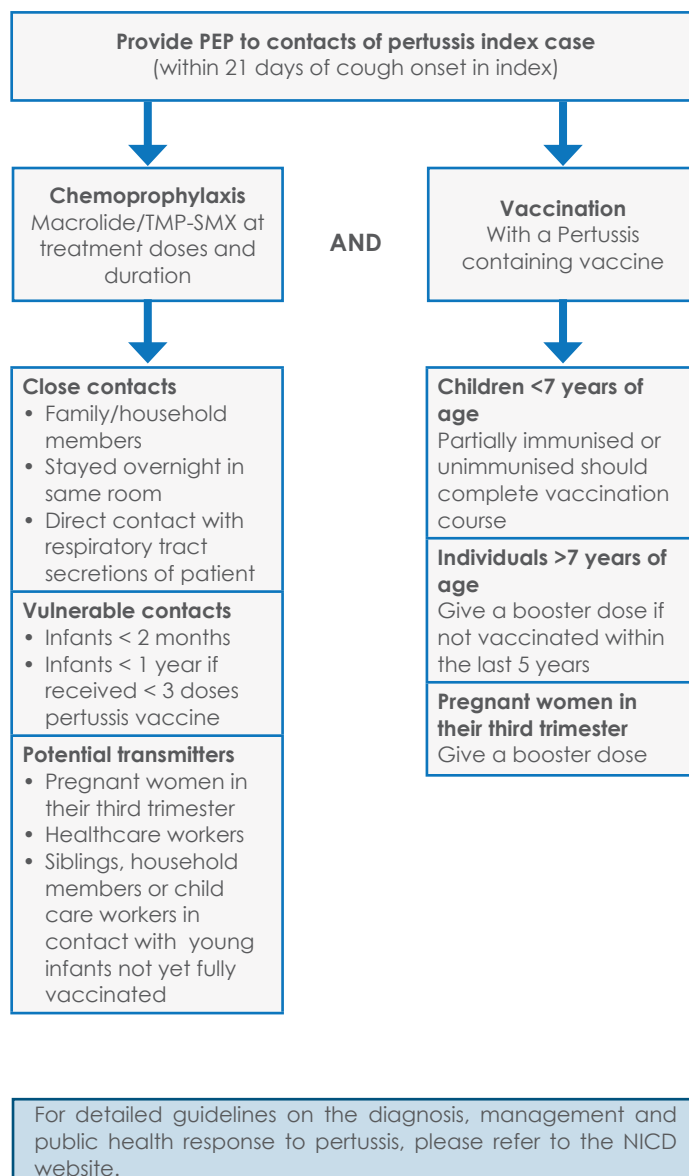 Provide PEP to contacts of pertussis index case
(within 21 days of cough onset in index)
Chemoprophylaxis
Macrolide/TMP-SMX at
treatment doses and
duration
AND
Vaccination
With a Pertussis
containing vaccine
Close contacts
• Family/household
members
• Stayed overnight in
same room
• Direct contact with
respiratory tract
secretions of patient
Vulnerable contacts
• Infants < 2 months
• Infants < 1 year if
received < 3 doses
pertussis vaccine
Potential transmitters
• Pregnant women in
their third trimester
• Healthcare workers
• Siblings, household
members or child
care workers in
contact with  young
infants not yet fully
vaccinated
Children <7 years of
age
Partially immunised or
unimmunised should
complete vaccination
course
Individuals >7 years of
age
Give a booster dose if
not vaccinated within
the last 5 years
Pregnant women in
their third trimester
Give a booster dose
For detailed guidelines on the diagnosis, management and
public health response to pertussis, please refer to the NICD
website.